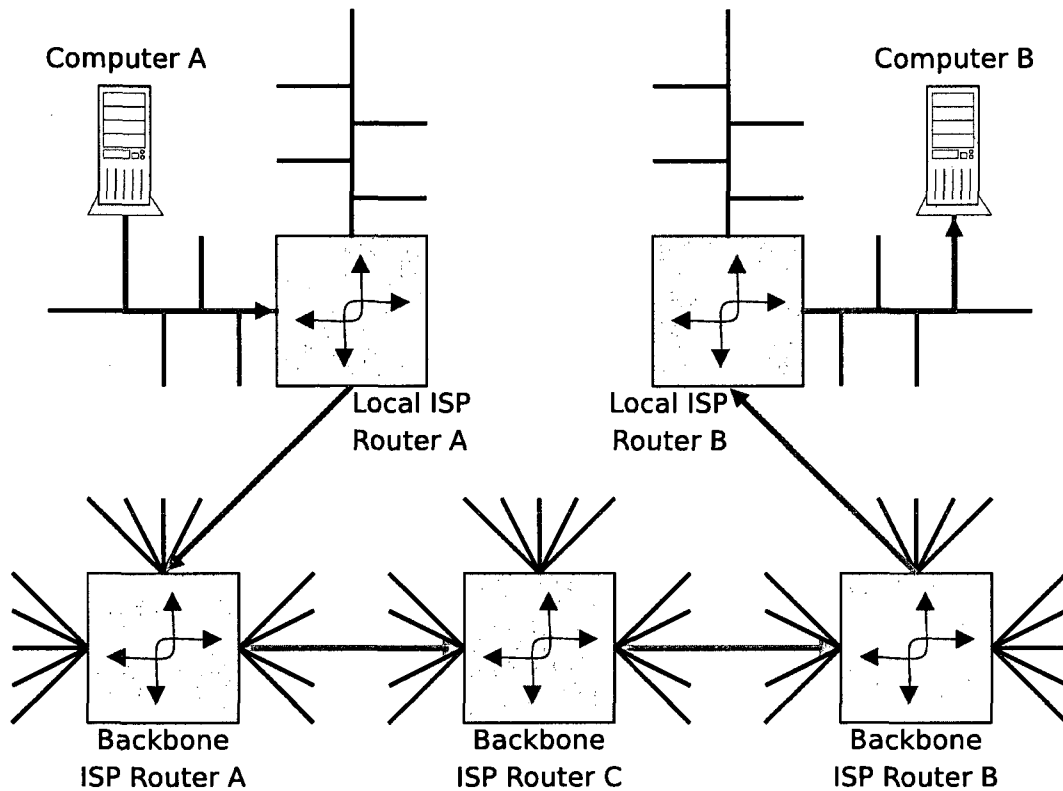 Computer A
Computer B
Local ISP
Router A
Local ISP
Router B
Backbone
ISP Router A
Backbone
ISP Router C
Backbone
ISP Router B